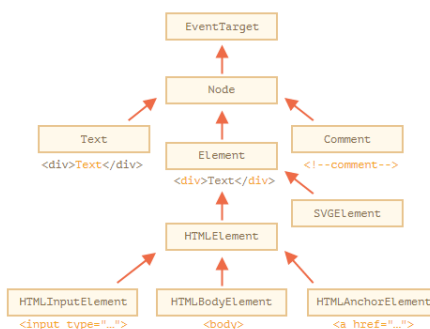 EventTarget
Node
Text
<div>Text</div>
Element
<div>Text</div>
Comment
<!--comment-->
SVGElement
HTMLElement
HTMLInputElement
<input type="…">
HTMLBodyElement
<body>
HTMLAnchorElement
<a href="…">